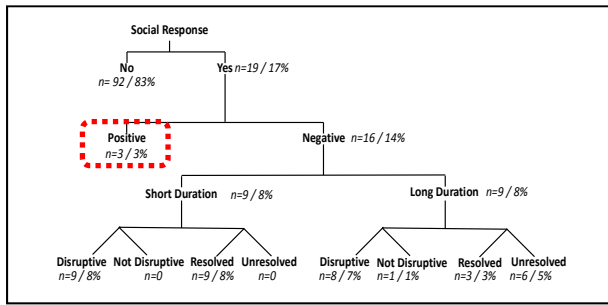 Social Response
No
n= 92 / 83%
Yes n=19 / 17%
Positive
n=3 / 3%
Negative n=16 / 14%
Short Duration n=9 / 8%
Long Duration n=9 / 8%
Disruptive
n=9 / 8%
Not Disruptive
n=0
Resolved
n=9 / 8%
Unresolved
n=0
Disruptive
n=8 / 7%
Not Disruptive
n=1 / 1%
Resolved
n=3 / 3%
Unresolved
n=6 / 5%